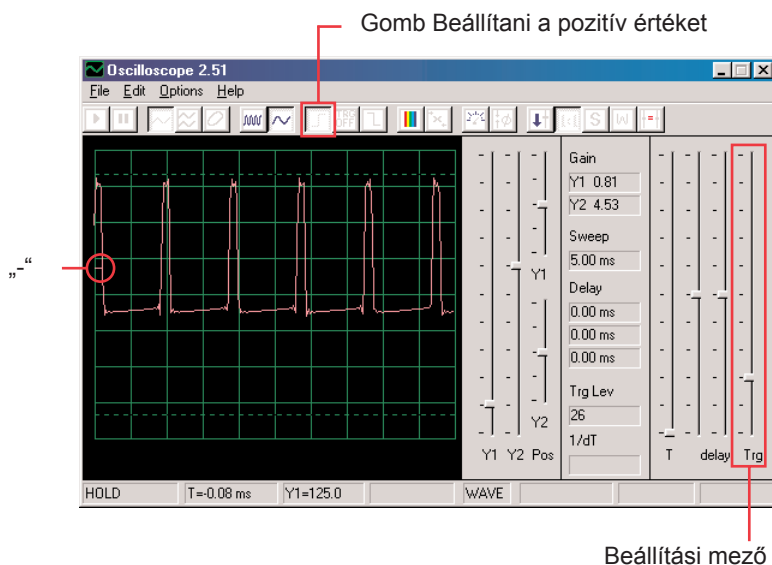 Gomb Beállítani a pozitív értéket
Oscilloscope 2.51
File Edit Options Help
TRG OFF
S W
„-“
Gain
Y1 0.81
Y2 4.53
Sweep
5.00 ms
Delay
0.00 ms
0.00 ms
0.00 ms
Trg Lev
26
1/dT
Y1
Y2
Y1 Y2 Pos
T delay Trg
HOLD T=-0.08 ms Y1=125.0 WAVE
Beállítási mező